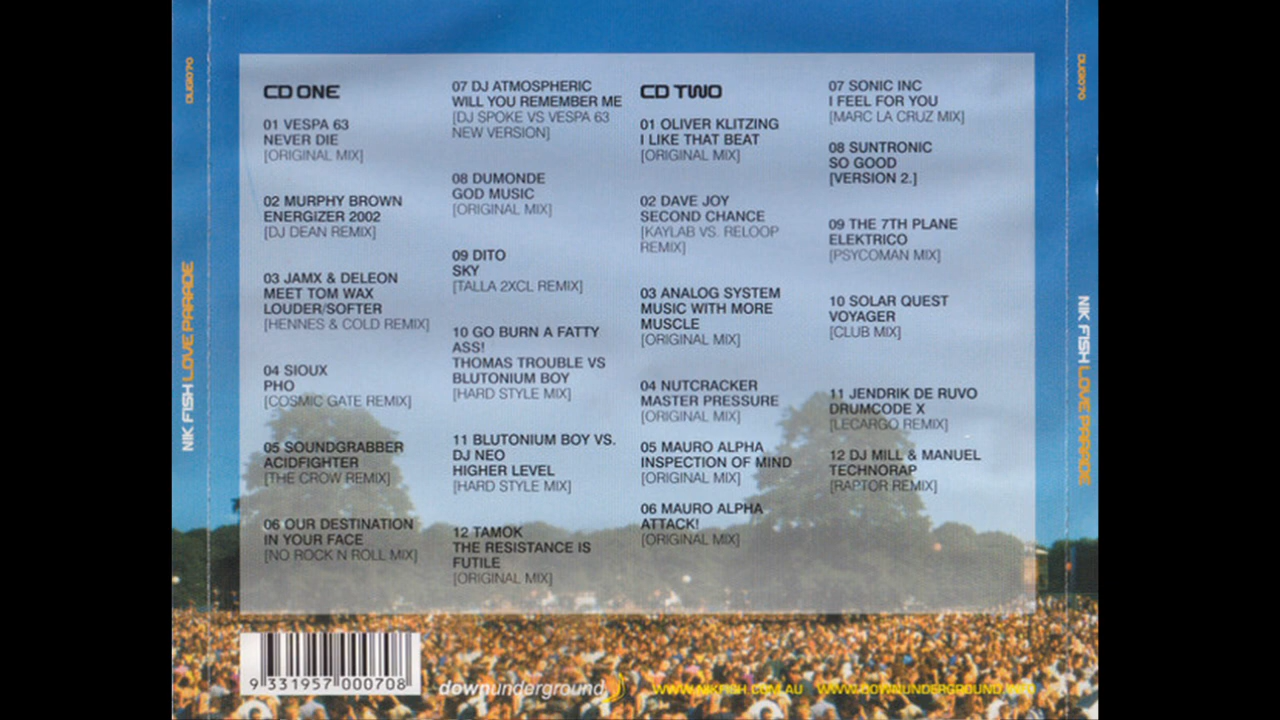 DUGI070
NIK FISH LOVE PARADE
CD ONE
01 VESPA 63
NEVER DIE
[ORIGINAL MIX]
02 MURPHY BROWN
ENERGIZER 2002
[DJ DEAN REMIX]
03 JAMX & DELEON
MEET TOM WAX
LOUDER/SOFTER
[HENNES & COLD REMIX]
04 SIOUX
PHO
[COSMIC GATE REMIX]
05 SOUNDGRABBER
ACIDFIGHTER
[THE CROW REMIX]
06 OUR DESTINATION
IN YOUR FACE
[NO ROCK N ROLL MIX]
07 DJ ATMOSPHERIC
WILL YOU REMEMBER ME
[DJ SPOKE VS VESPA 63
NEW VERSION]
08 DUMONDE
GOD MUSIC
[ORIGINAL MIX]
09 DITO
SKY
[TALLA 2XCL REMIX]
10 GO BURN A FATTY
ASS!
THOMAS TROUBLE VS
BLUTONIUM BOY
[HARD STYLE MIX]
11 BLUTONIUM BOY VS.
DJ NEO
HIGHER LEVEL
[HARD STYLE MIX]
12 TAMOK
THE RESISTANCE IS
FUTILE
[ORIGINAL MIX]
CD TWO
01 OLIVER KLITZING
I LIKE THAT BEAT
[ORIGINAL MIX]
02 DAVE JOY
SECOND CHANCE
[KAYLAB VS. RELOOP
REMIX]
03 ANALOG SYSTEM
MUSIC WITH MORE
MUSCLE
[ORIGINAL MIX]
04 NUTCRACKER
MASTER PRESSURE
[ORIGINAL MIX]
05 MAURO ALPHA
INSPECTION OF MIND
[ORIGINAL MIX]
06 MAURO ALPHA
ATTACK!
[ORIGINAL MIX]
07 SONIC INC
I FEEL FOR YOU
[MARC LA CRUZ MIX]
08 SUNTRONIC
SO GOOD
[VERSION 2.]
09 THE 7TH PLANE
ELEKTRICO
[PSYCOMAN MIX]
10 SOLAR QUEST
VOYAGER
[CLUB MIX]
11 JENDRIK DE RUVO
DRUMCODE X
[LECARGO REMIX]
12 DJ MILL & MANUEL
TECHNORAP
[RAPTOR REMIX]
DUGI070
NIK FISH LOVE PARADE
9 331957 000708
downunderground
WWW.NIKFISH.COM.AU WWW.DOWNUNDERGROUND.INFO